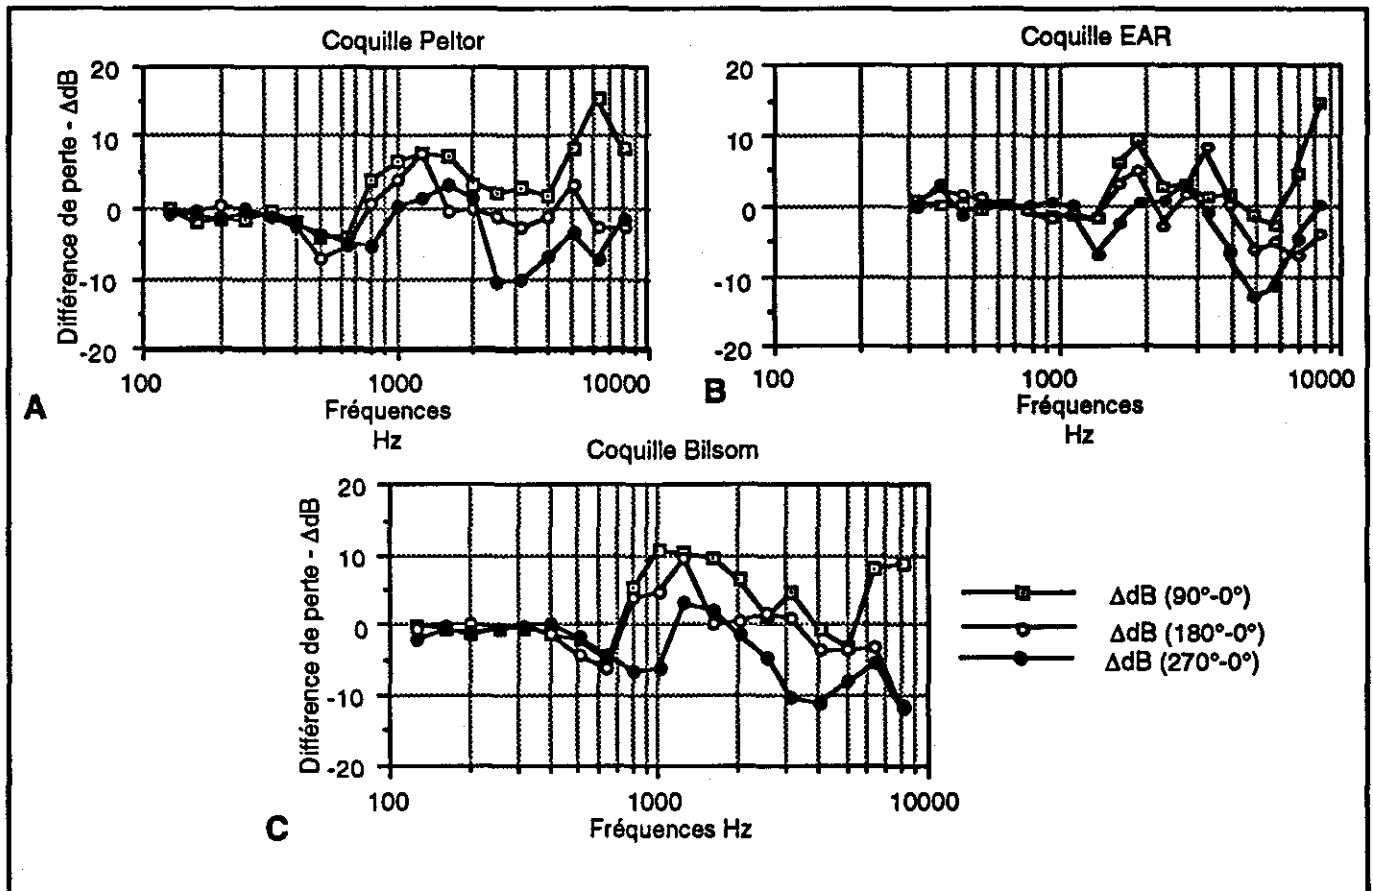 Coquille Peltor
Différence de perte - ΔdB
20
10
0
-10
-20
100
1000
10000
Fréquences
Hz
A
Coquille EAR
20
10
0
-10
-20
100
1000
10000
Fréquences
Hz
B
Coquille Bilsom
Différence de perte - ΔdB
20
10
0
-10
-20
100
1000
10000
Fréquences Hz
C
ΔdB (90°-0°)
ΔdB (180°-0°)
ΔdB (270°-0°)